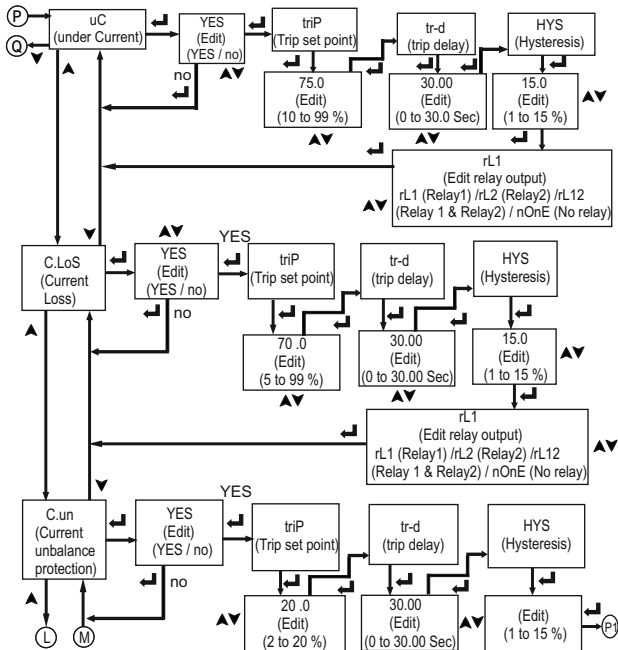 P
Q
uC
(under Current)
YES
(Edit)
(YES / no)
no
triP
(Trip set point)
75.0
(Edit)
(10 to 99 %)
tr-d
(trip delay)
30.00
(Edit)
(0 to 30.0 Sec)
HYS
(Hysteresis)
15.0
(Edit)
(1 to 15 %)
rL1
(Edit relay output)
rL1 (Relay1) /rL2 (Relay2) /rL12
(Relay 1 & Relay2) / nOnE (No relay)
C.LoS
(Current
Loss)
YES
(Edit)
(YES / no)
YES
no
triP
(Trip set point)
70 .0
(Edit)
(5 to 99 %)
tr-d
(trip delay)
30.00
(Edit)
(0 to 30.00 Sec)
HYS
(Hysteresis)
15.0
(Edit)
(1 to 15 %)
rL1
(Edit relay output)
rL1 (Relay1) /rL2 (Relay2) /rL12
(Relay 1 & Relay2) / nOnE (No relay)
C.un
(Current
unbalance
protection)
YES
(Edit)
(YES / no)
YES
no
triP
(Trip set point)
20 .0
(Edit)
(2 to 20 %)
tr-d
(trip delay)
30.00
(Edit)
(0 to 30.00 Sec)
HYS
(Hysteresis)
(Edit)
(1 to 15 %)
P1
L
M